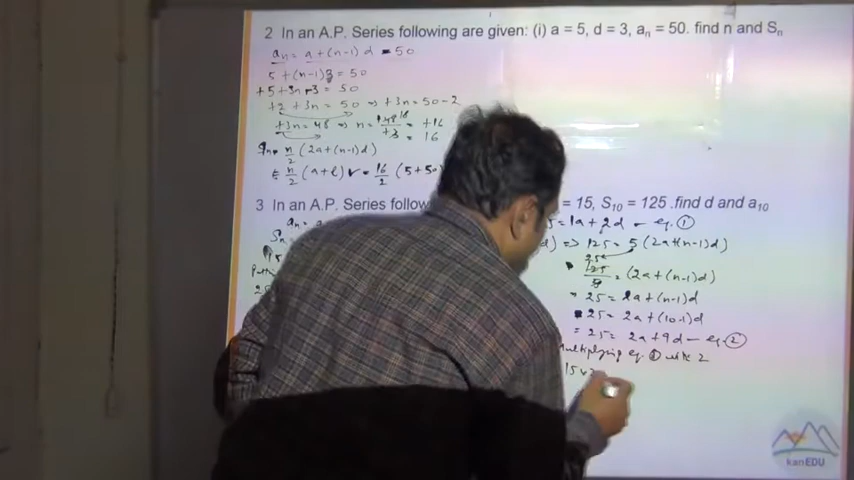 2 In an A.P. Series following are given: (i) a = 5, d = 3, aₙ = 50. find n and Sₙ
aₙ = a + (n-1) d = 50
5 + (n-1) 3 = 50
+5 + 3n - 3 = 50
+2 + 3n = 50 ⇒ +3n = 50 - 2
+3n = 48 ⇒ n = 48/+3 = +16
= 16
n/2 (2a + (n-1) d)
= n/2 (a + l) = 16/2 (5 + 50)
3 In an A.P. Series = 15, S₁₀ = 125 .find d and a₁₀
aₙ = 5 = 1a + 2d - eq. ①
Sₙ = d) ⇒ 125 = 5 (2a + (n-1) d)
= (2a + (n-1) d)
= 25 = 2a + (n-1) d
25 = 2a + (10-1) d
= 25 = 2a + 9d - eq. ②
Multiplying eq. ① with 2
15 x
kanEDU